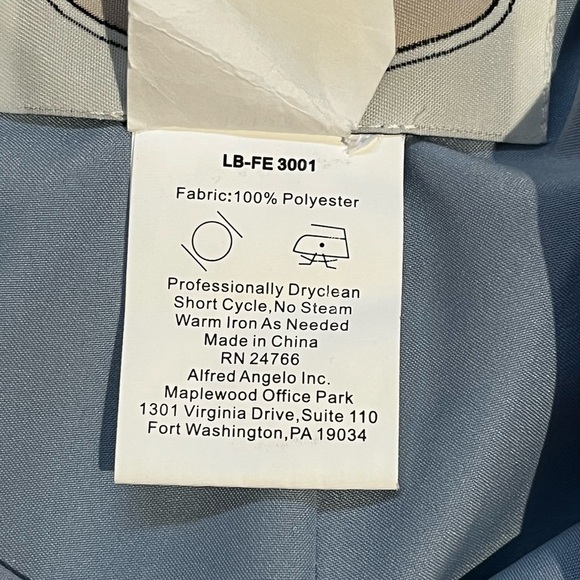 LB-FE 3001
Fabric:100% Polyester
Professionally Dryclean
Short Cycle,No Steam
Warm Iron As Needed
Made in China
RN 24766
Alfred Angelo Inc.
Maplewood Office Park
1301 Virginia Drive,Suite 110
Fort Washington,PA 19034